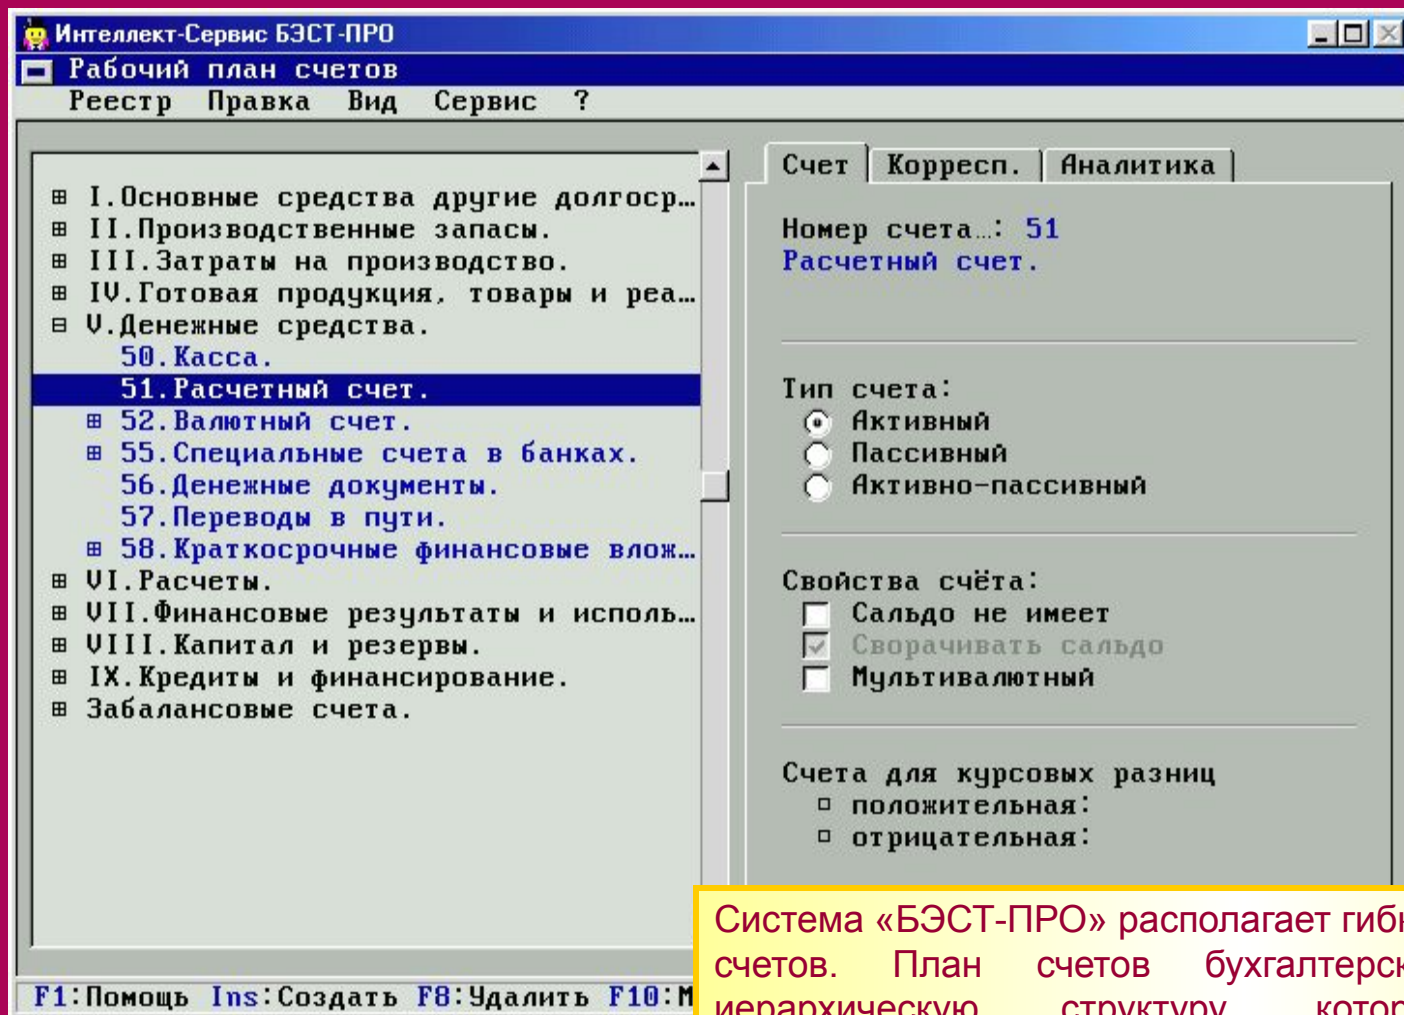 Интеллект-Сервис БЭСТ-ПРО
Рабочий план счетов
Реестр Правка Вид Сервис ?
I.Основные средства другие долгоср…
II.Производственные запасы.
III.Затраты на производство.
IV.Готовая продукция, товары и реа…
V.Денежные средства.
50.Касса.
51.Расчетный счет.
52.Валютный счет.
55.Специальные счета в банках.
56.Денежные документы.
57.Переводы в пути.
58.Краткосрочные финансовые влож…
VI.Расчеты.
VII.Финансовые результаты и исполь…
VIII.Капитал и резервы.
IX.Кредиты и финансирование.
Забалансовые счета.
Счет Корресп. Аналитика
Номер счета…: 51
Расчетный счет.
Тип счета:
Активный
Пассивный
Активно-пассивный
Свойства счёта:
Сальдо не имеет
Сворачивать сальдо
Мультивалютный
Счета для курсовых разниц
положительная:
отрицательная:
F1:Помощь Ins:Создать F8:Удалить F10:М
Система «БЭСТ-ПРО» располагает
счетов. План счетов
иерархическую структуру